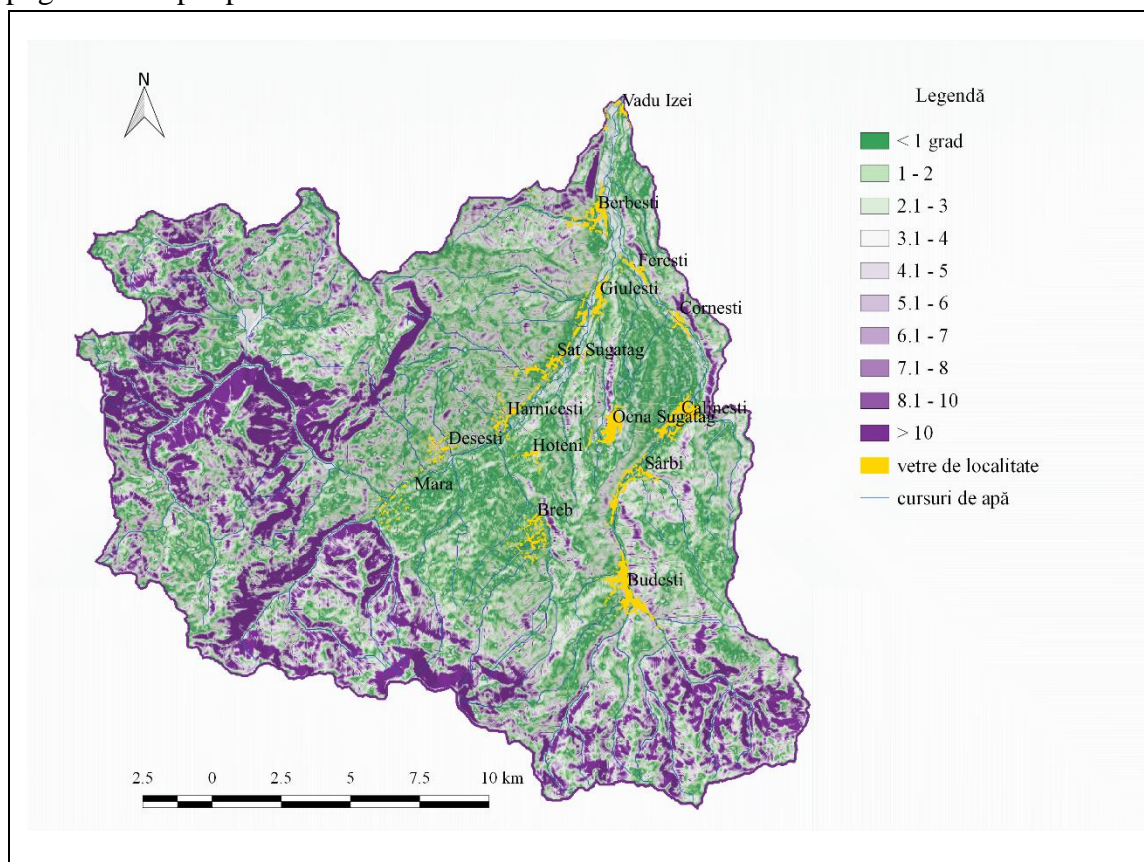 N
Vadu Izei
Legendă
< 1 grad
1 - 2
2.1 - 3
3.1 - 4
4.1 - 5
5.1 - 6
6.1 - 7
7.1 - 8
8.1 - 10
> 10
vetre de localitate
cursuri de apă
Berbesti
Feresti
Giulesti
Cornesti
Sat Sugatag
Harnicesti
Calinesti
Ocna Sugatag
Desesti
Hoteni
Sârbi
Mara
Breb
Budesti
2.5 0 2.5 5 7.5 10 km